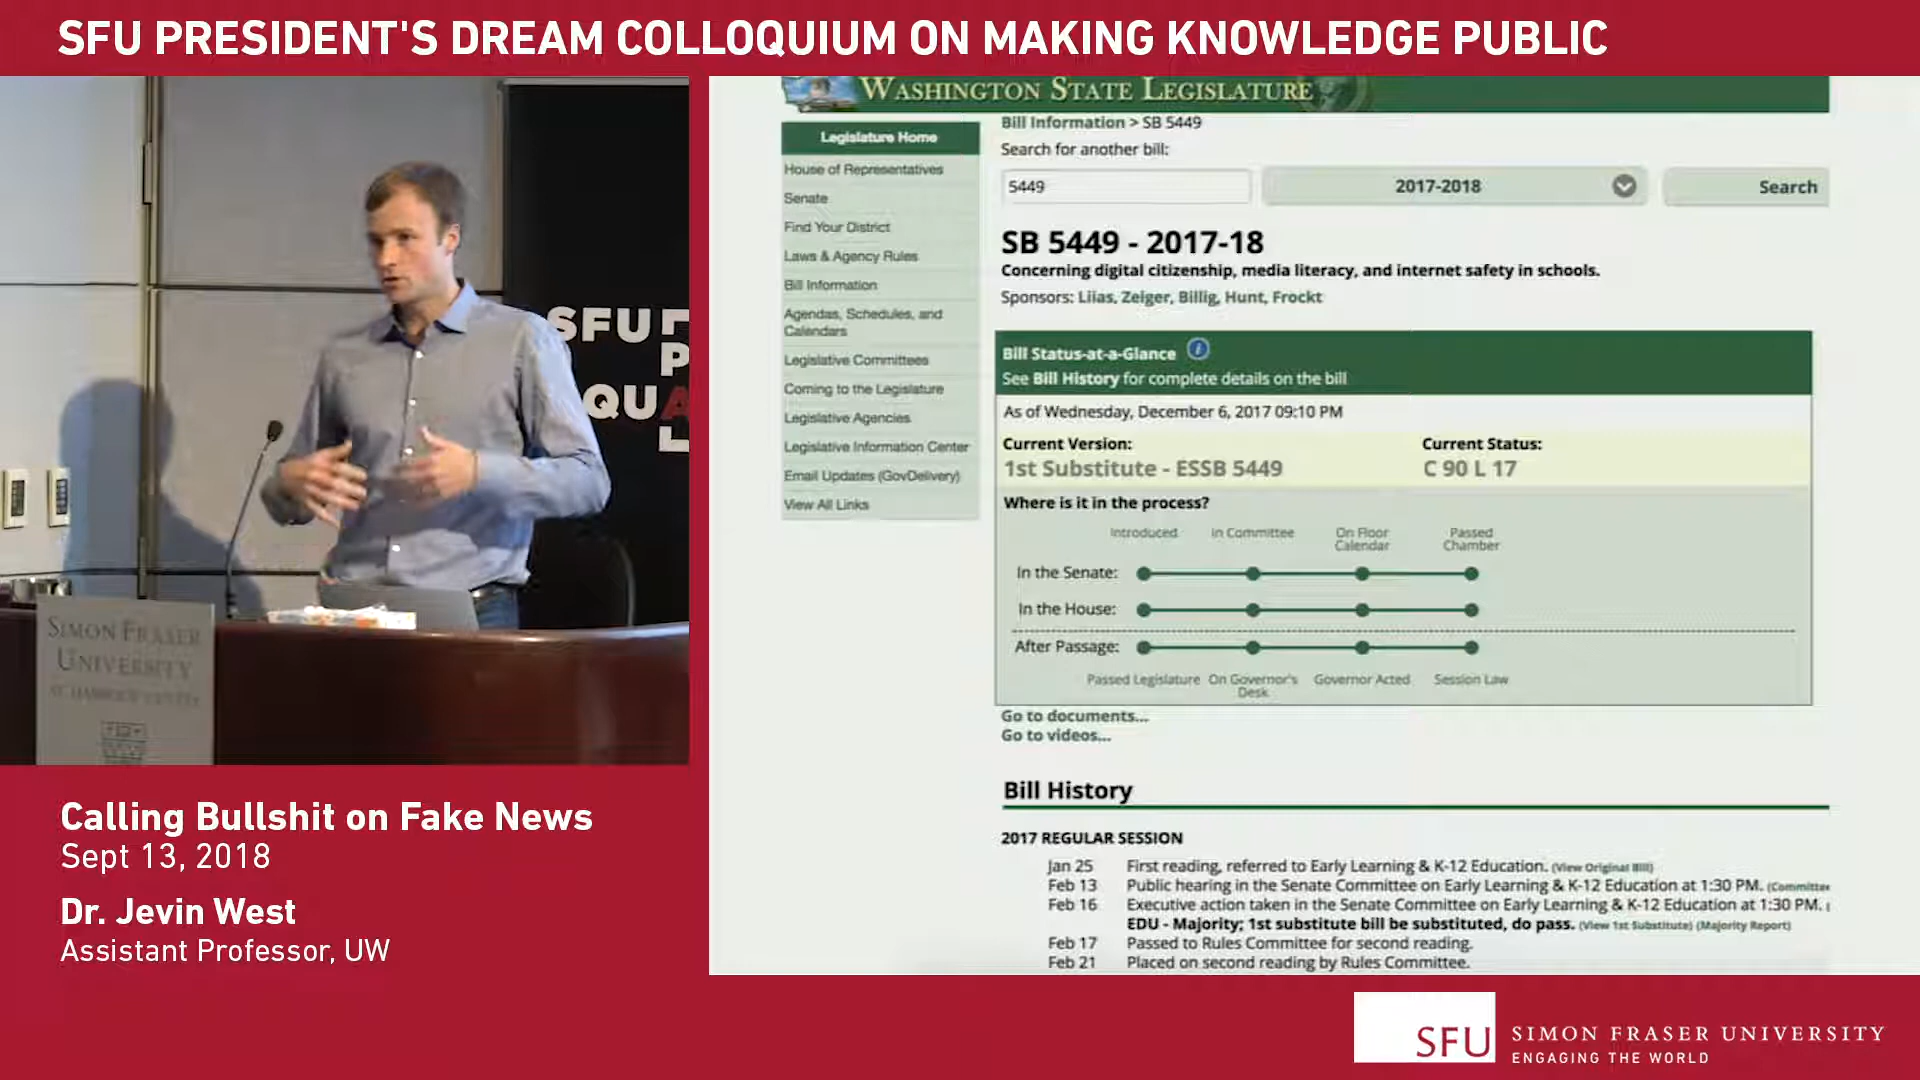 SFU PRESIDENT'S DREAM COLLOQUIUM ON MAKING KNOWLEDGE PUBLIC
SFU
P
QUA
L
SIMON FRASER
UNIVERSITY
Calling Bullshit on Fake News
Sept 13, 2018
Dr. Jevin West
Assistant Professor, UW
WASHINGTON STATE LEGISLATURE
Legislature Home
House of Representatives
Senate
Find Your District
Laws & Agency Rules
Bill Information
Agendas, Schedules, and
Calendars
Legislative Committees
Coming to the Legislature
Legislative Agencies
Legislative Information Center
Email Updates (GovDelivery)
View All Links
Bill Information > SB 5449
Search for another bill:
5449 2017-2018 Search
SB 5449 - 2017-18
Concerning digital citizenship, media literacy, and internet safety in schools.
Sponsors: Liias, Zeiger, Billig, Hunt, Frockt
Bill Status-at-a-Glance i
See Bill History for complete details on the bill
As of Wednesday, December 6, 2017 09:10 PM
Current Version: Current Status:
1st Substitute - ESSB 5449 C 90 L 17
Where is it in the process?
Introduced In Committee On Floor Calendar Passed Chamber
In the Senate:
In the House:
After Passage:
Passed Legislature On Governor's Desk Governor Acted Session Law
Go to documents...
Go to videos...
Bill History
2017 REGULAR SESSION
Jan 25 First reading, referred to Early Learning & K-12 Education. (View Original Bill)
Feb 13 Public hearing in the Senate Committee on Early Learning & K-12 Education at 1:30 PM. (Committee
Feb 16 Executive action taken in the Senate Committee on Early Learning & K-12 Education at 1:30 PM. (
EDU - Majority; 1st substitute bill be substituted, do pass. (View 1st Substitute) (Majority Report)
Feb 17 Passed to Rules Committee for second reading.
Feb 21 Placed on second reading by Rules Committee.
SFU SIMON FRASER UNIVERSITY
ENGAGING THE WORLD